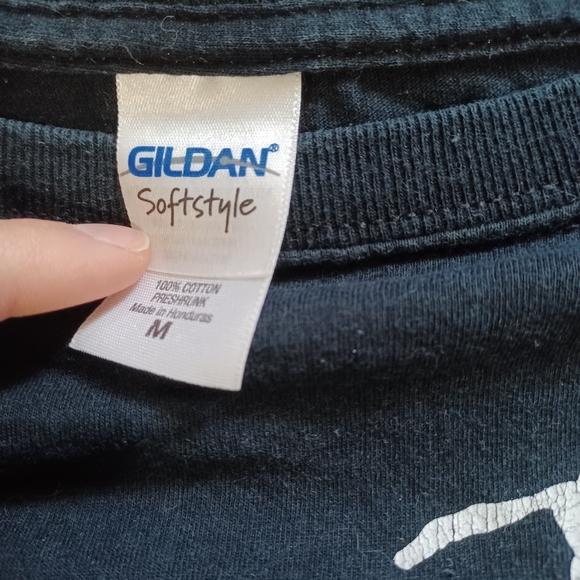 GILDAN®
Softstyle
100% COTTON
PRESHRUNK
Made in Honduras
M